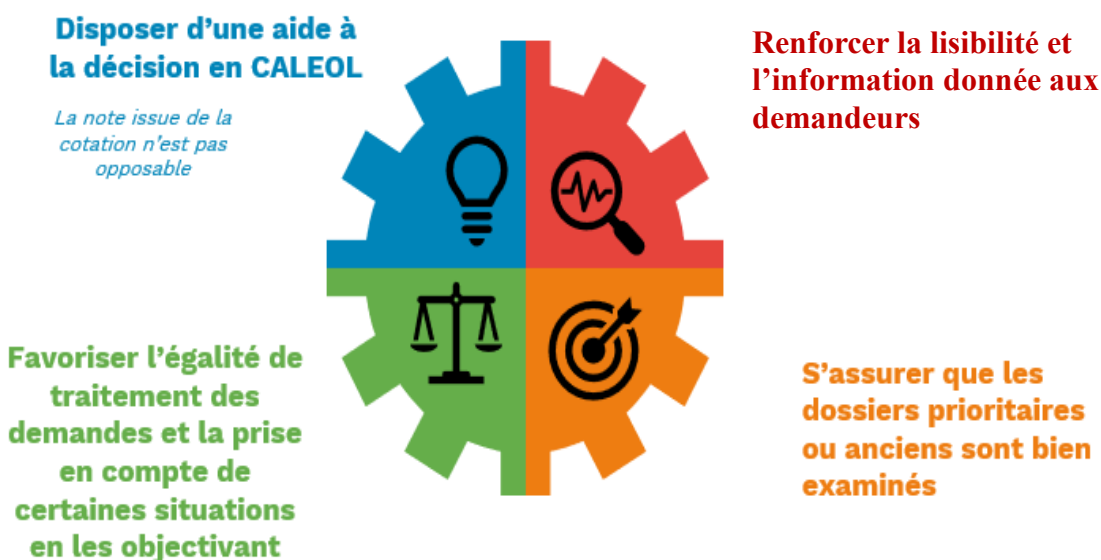 Disposer d'une aide à
la décision en CALEOL
La note issue de la
cotation n'est pas
opposable
Renforcer la lisibilité et
l'information donnée aux
demandeurs
Favoriser l'égalité de
traitement des
demandes et la prise
en compte de
certaines situations
en les objectivant
S'assurer que les
dossiers prioritaires
ou anciens sont bien
examinés